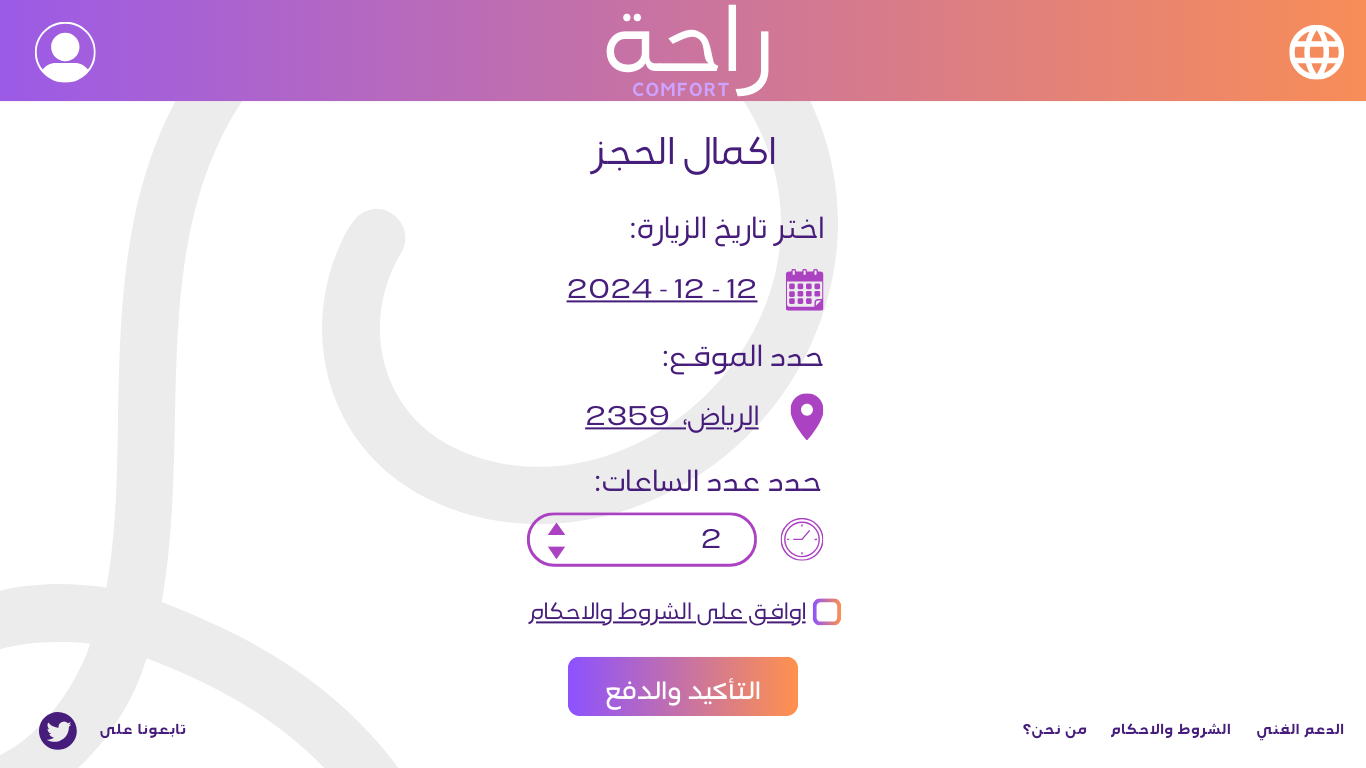 راحة
COMFORT
اكمال الحجز
اختر تاريخ الزيارة:
12 - 12 - 2024
حدد الموقع:
الرياض، 2359
حدد عدد الساعات:
2
اوافق على الشروط والاحكام
التأكيد والدفع
الدعم الفني
الشروط والاحكام
من نحن؟
تابعونا على